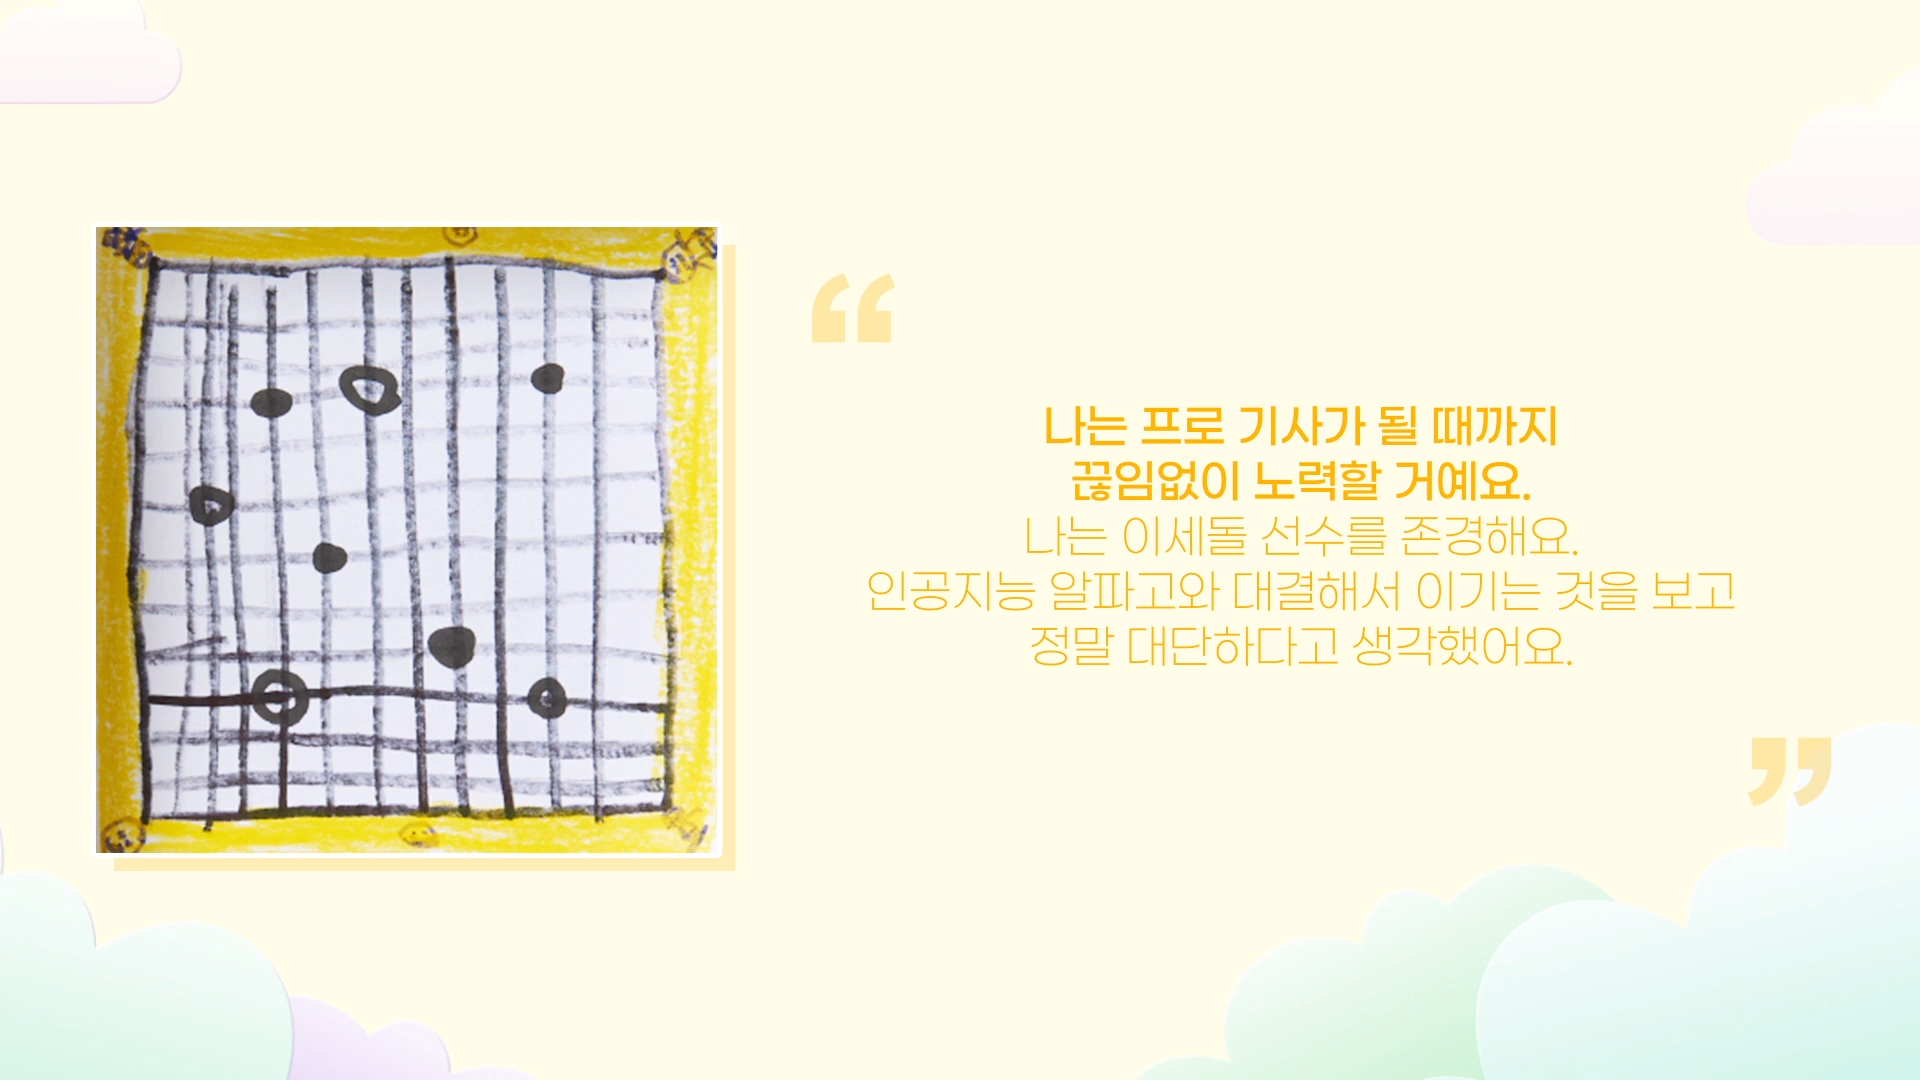 “
나는 프로 기사가 될 때까지
끊임없이 노력할 거예요.
나는 이세돌 선수를 존경해요.
인공지능 알파고와 대결해서 이기는 것을 보고
정말 대단하다고 생각했어요.
”